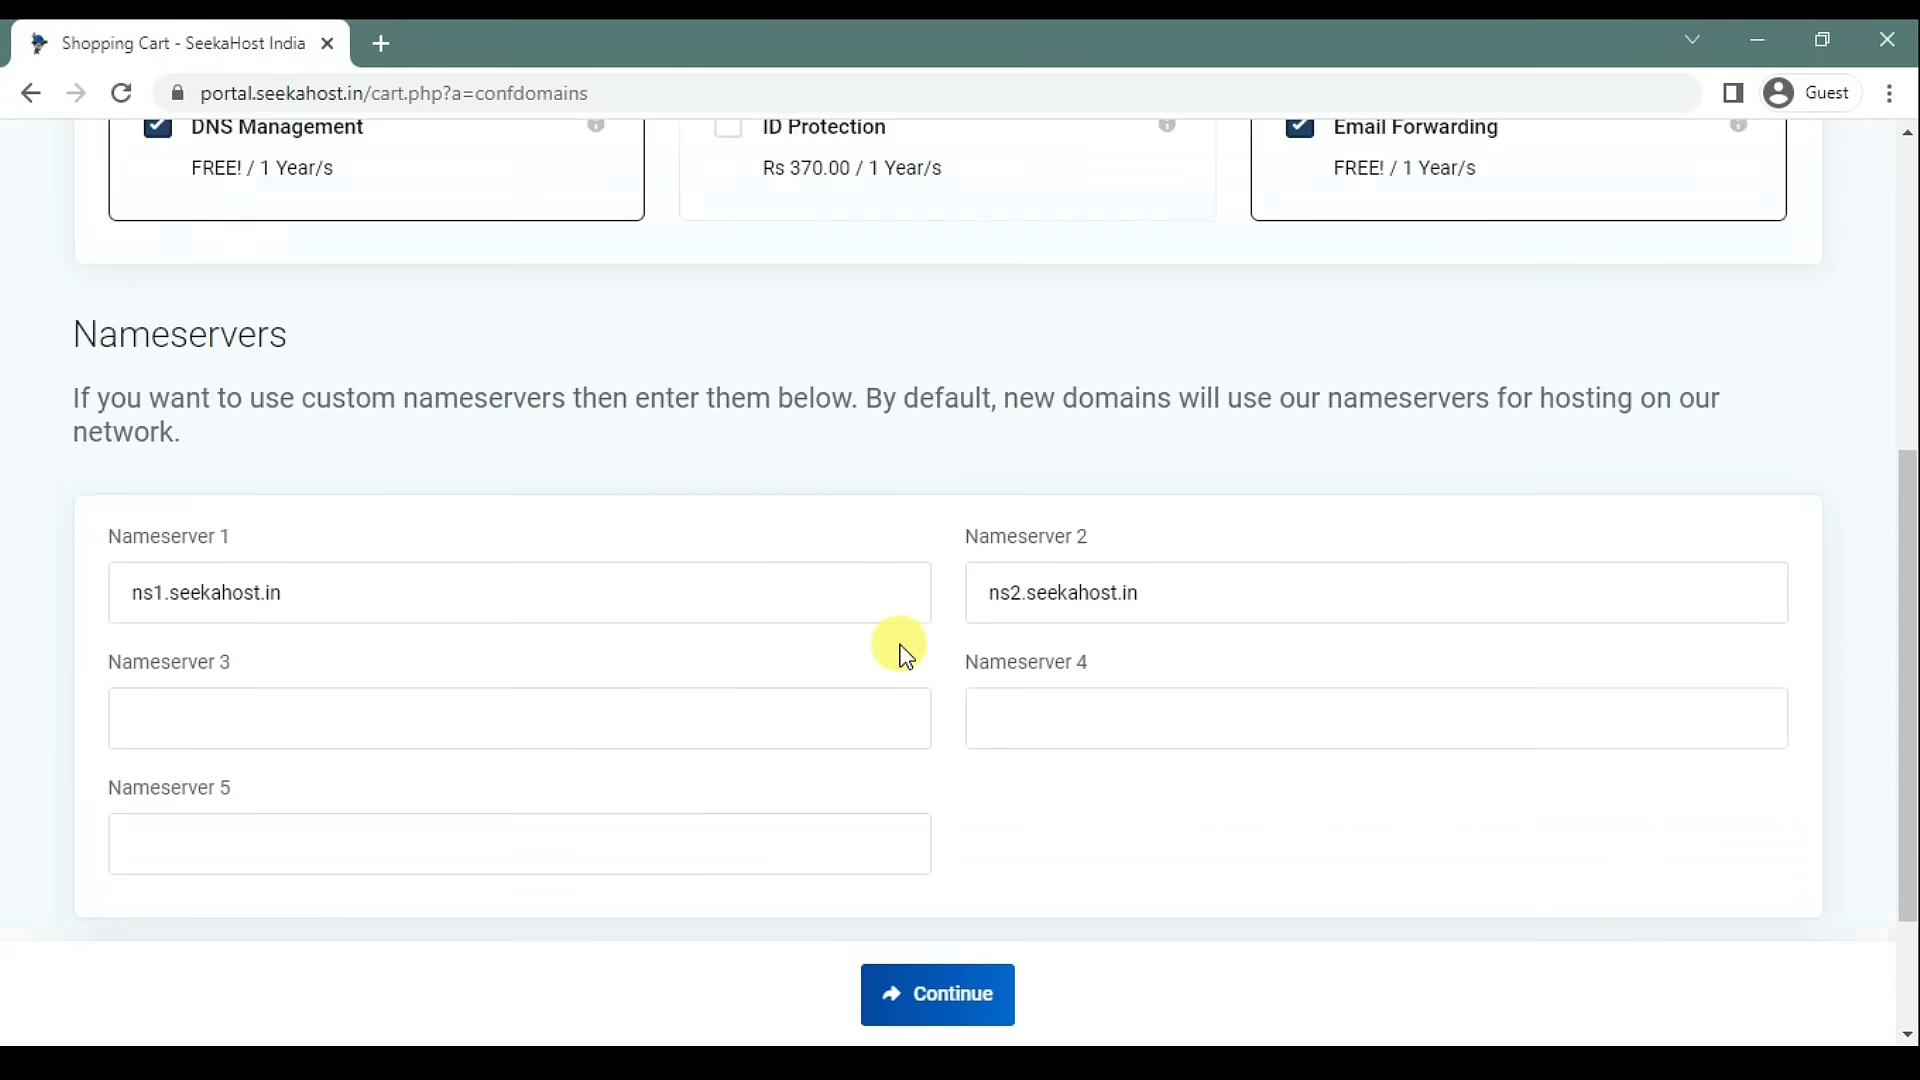 Shopping Cart - SeekaHost India
portal.seekahost.in/cart.php?a=confdomains
Guest
DNS Management
FREE! / 1 Year/s
ID Protection
Rs 370.00 / 1 Year/s
Email Forwarding
FREE! / 1 Year/s
Nameservers
If you want to use custom nameservers then enter them below. By default, new domains will use our nameservers for hosting on our
network.
Nameserver 1
Nameserver 2
ns1.seekahost.in
ns2.seekahost.in
Nameserver 3
Nameserver 4
Nameserver 5
Continue